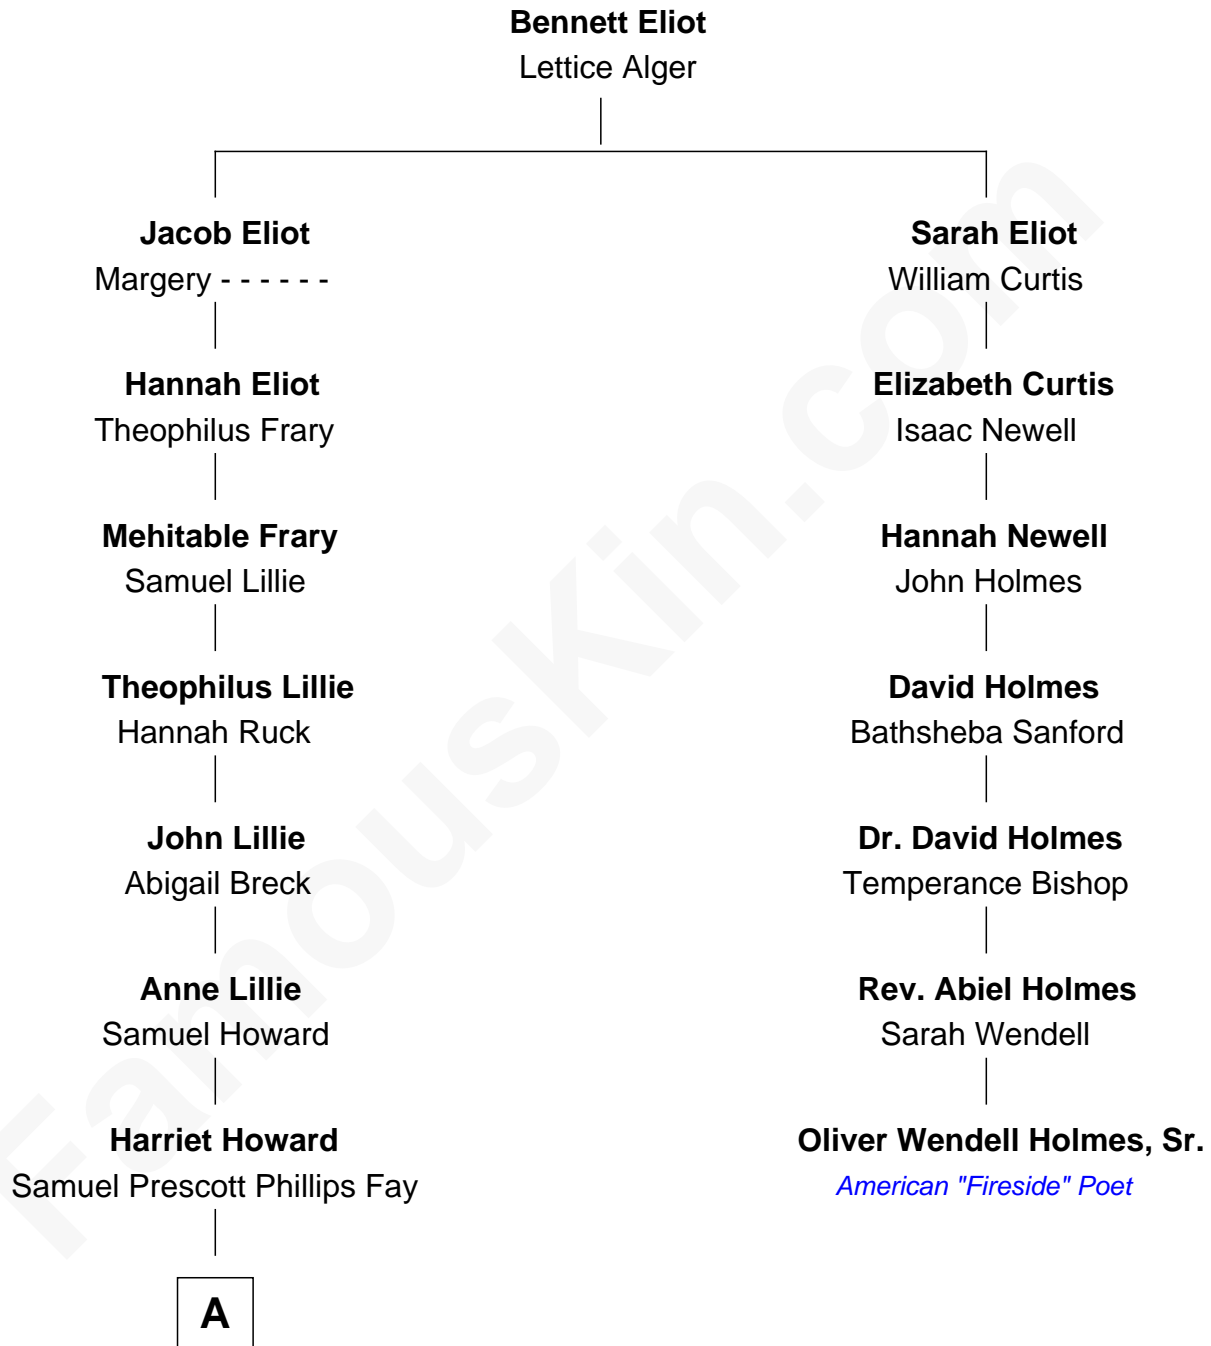 Bennett Eliot
Lettice Alger
Jacob Eliot
Margery - - - - - -
Sarah Eliot
William Curtis
Hannah Eliot
Theophilus Frary
Elizabeth Curtis
Isaac Newell
Mehitable Frary
Samuel Lillie
Hannah Newell
John Holmes
Theophilus Lillie
Hannah Ruck
David Holmes
Bathsheba Sanford
John Lillie
Abigail Breck
Dr. David Holmes
Temperance Bishop
Anne Lillie
Samuel Howard
Rev. Abiel Holmes
Sarah Wendell
Harriet Howard
Samuel Prescott Phillips Fay
Oliver Wendell Holmes, Sr.
American "Fireside" Poet
A
FamousKin.com